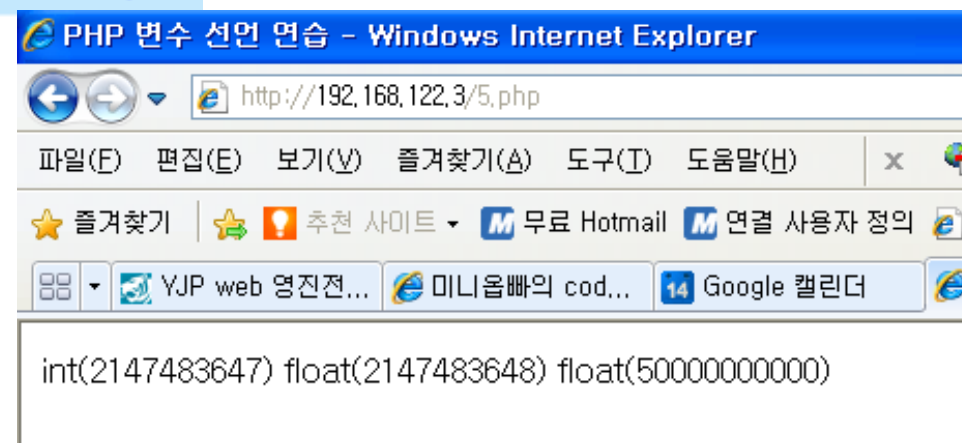 PHP 변수 선언 연습 - Windows Internet Explorer
http://192.168.122.3/5.php
파일(F) 편집(E) 보기(V) 즐겨찾기(A) 도구(T) 도움말(H) x
즐겨찾기 추천 사이트 무료 Hotmail 연결 사용자 정의
YJP web 영진전... 미니옵빠의 cod... 14 Google 캘린더
int(2147483647) float(2147483648) float(50000000000)